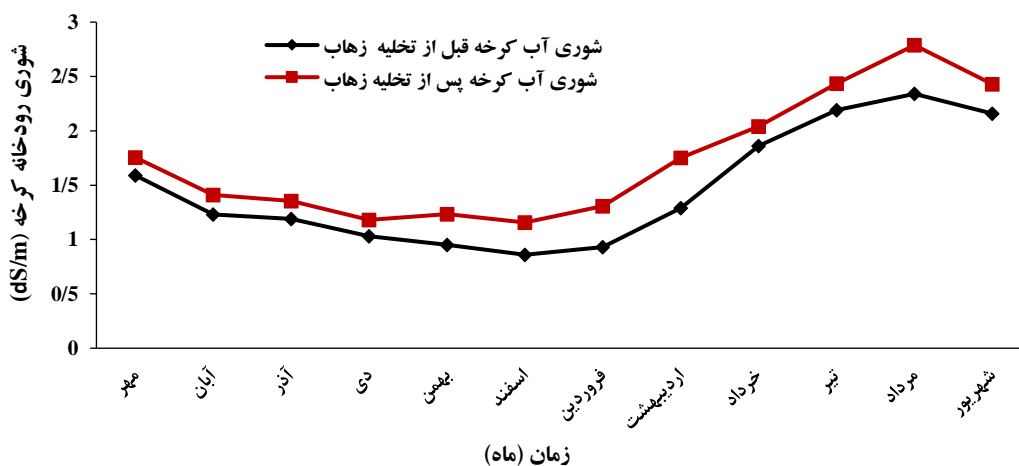 3
2/5
2
1/5
1
0/5
0
شوری رودخانه کرخه (dS/m)
شوری آب کرخه قبل از تخلیه زهاب
شوری آب کرخه پس از تخلیه زهاب
مهر
آبان
آذر
دی
بهمن
اسفند
فروردین
اردیبهشت
خرداد
تیر
مرداد
شهریور
زمان (ماه)